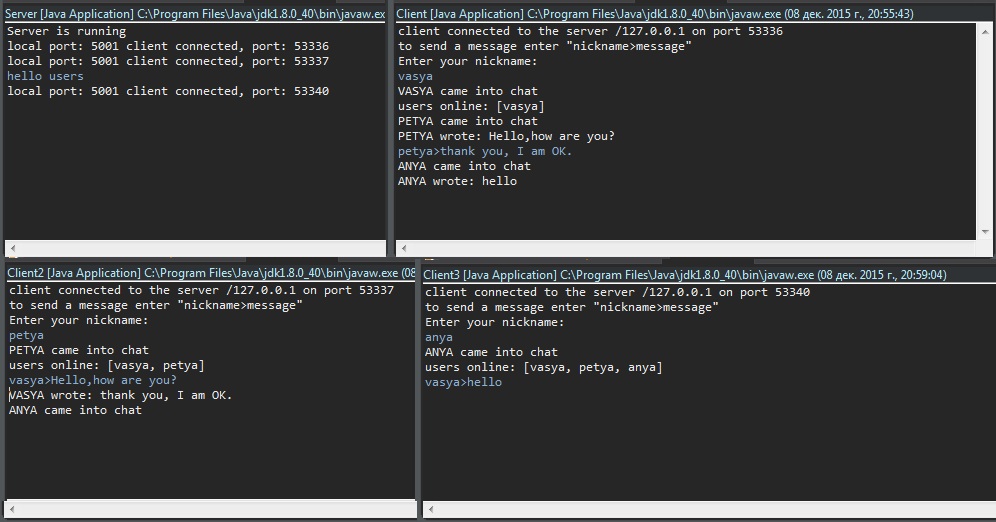 Server [Java Application] C:\Program Files\Java\jdk1.8.0_40\bin\javaw.ex
Server is running
local port: 5001 client connected, port: 53336
local port: 5001 client connected, port: 53337
hello users
local port: 5001 client connected, port: 53340
Client [Java Application] C:\Program Files\Java\jdk1.8.0_40\bin\javaw.exe (08 дек. 2015 г., 20:55:43)
client connected to the server /127.0.0.1 on port 53336
to send a message enter "nickname>message"
Enter your nickname:
vasya
VASYA came into chat
users online: [vasya]
PETYA came into chat
PETYA wrote: Hello,how are you?
petya>thank you, I am OK.
ANYA came into chat
ANYA wrote: hello
Client2 [Java Application] C:\Program Files\Java\jdk1.8.0_40\bin\javaw.exe (08
client connected to the server /127.0.0.1 on port 53337
to send a message enter "nickname>message"
Enter your nickname:
petya
PETYA came into chat
users online: [vasya, petya]
vasya>Hello,how are you?
VASYA wrote: thank you, I am OK.
ANYA came into chat
Client3 [Java Application] C:\Program Files\Java\jdk1.8.0_40\bin\javaw.exe (08 дек. 2015 г., 20:59:04)
client connected to the server /127.0.0.1 on port 53340
to send a message enter "nickname>message"
Enter your nickname:
anya
ANYA came into chat
users online: [vasya, petya, anya]
vasya>hello